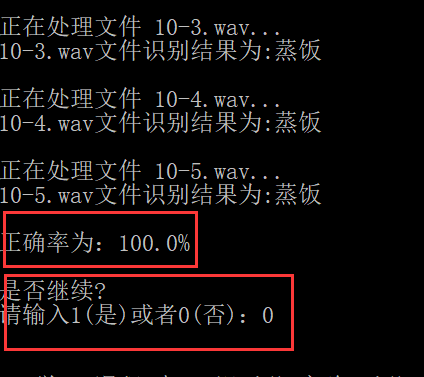 正在处理文件 10-3.wav...
10-3.wav文件识别结果为:蒸饭
正在处理文件 10-4.wav...
10-4.wav文件识别结果为:蒸饭
正在处理文件 10-5.wav...
10-5.wav文件识别结果为:蒸饭
正确率为: 100.0%
是否继续?
请输入1(是)或者0(否): 0